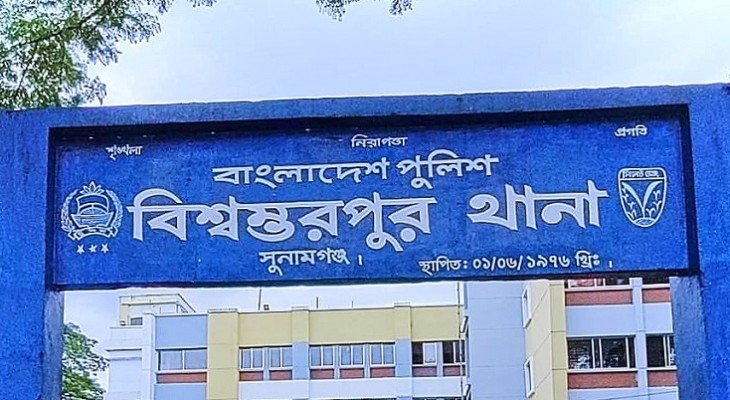 শৃঙ্খলা নিরাপত্তা প্রগতি
বাংলাদেশ পুলিশ
বিশ্বম্ভরপুর থানা
সুনামগঞ্জ ।
স্থাপিত: ০১/০৬/১৯৭৬ খ্রিঃ ।
সিলেট রেঞ্জ